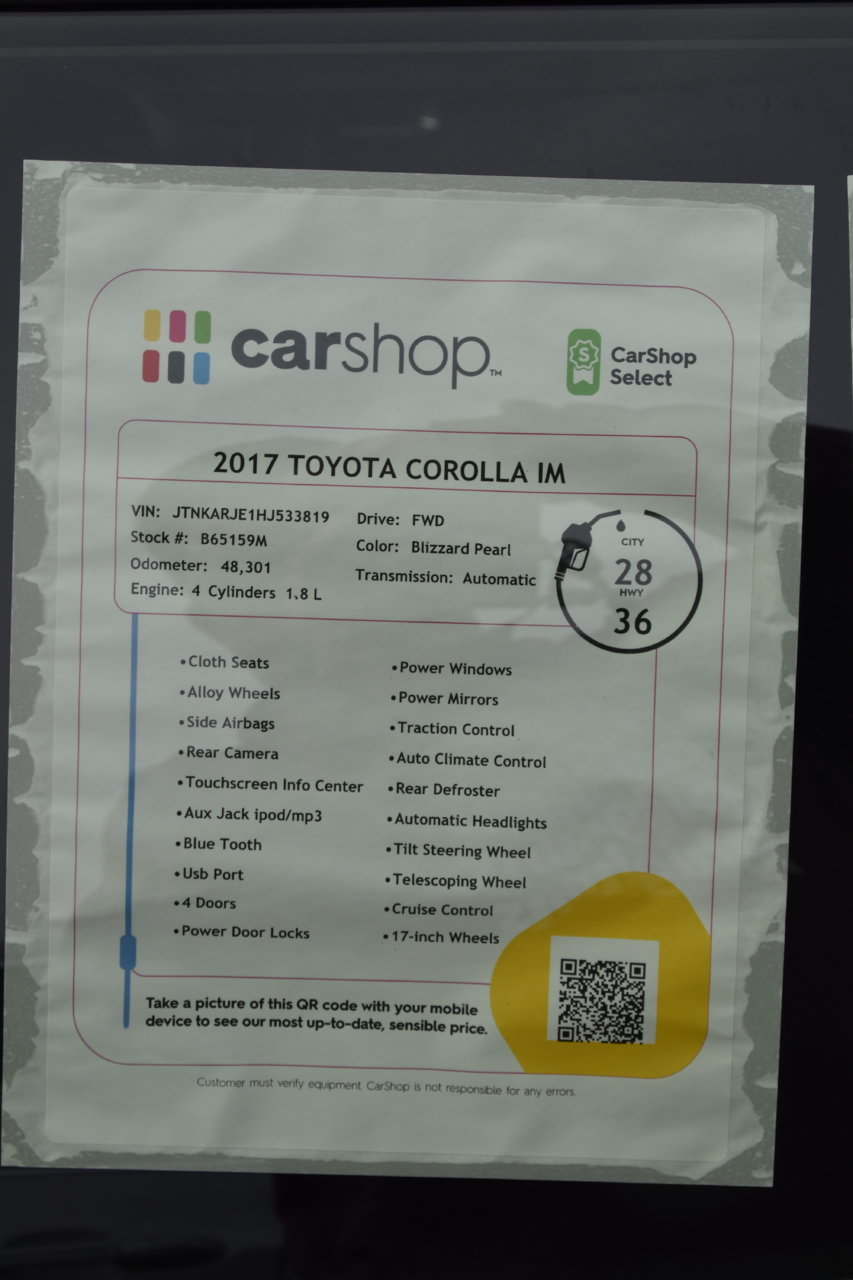 carshop™
CarShop
Select
2017 TOYOTA COROLLA IM
VIN: JTNKARJE1HJ533819
Stock #: B65159M
Odometer: 48,301
Engine: 4 Cylinders 1.8 L
Drive: FWD
Color: Blizzard Pearl
Transmission: Automatic
CITY
28
HWY
36
•Cloth Seats
•Alloy Wheels
•Side Airbags
•Rear Camera
•Touchscreen Info Center
•Aux Jack ipod/mp3
•Blue Tooth
•Usb Port
•4 Doors
•Power Door Locks
•Power Windows
•Power Mirrors
•Traction Control
•Auto Climate Control
•Rear Defroster
•Automatic Headlights
•Tilt Steering Wheel
•Telescoping Wheel
•Cruise Control
•17-inch Wheels
Take a picture of this QR code with your mobile
device to see our most up-to-date, sensible price.
Customer must verify equipment. CarShop is not responsible for any errors.